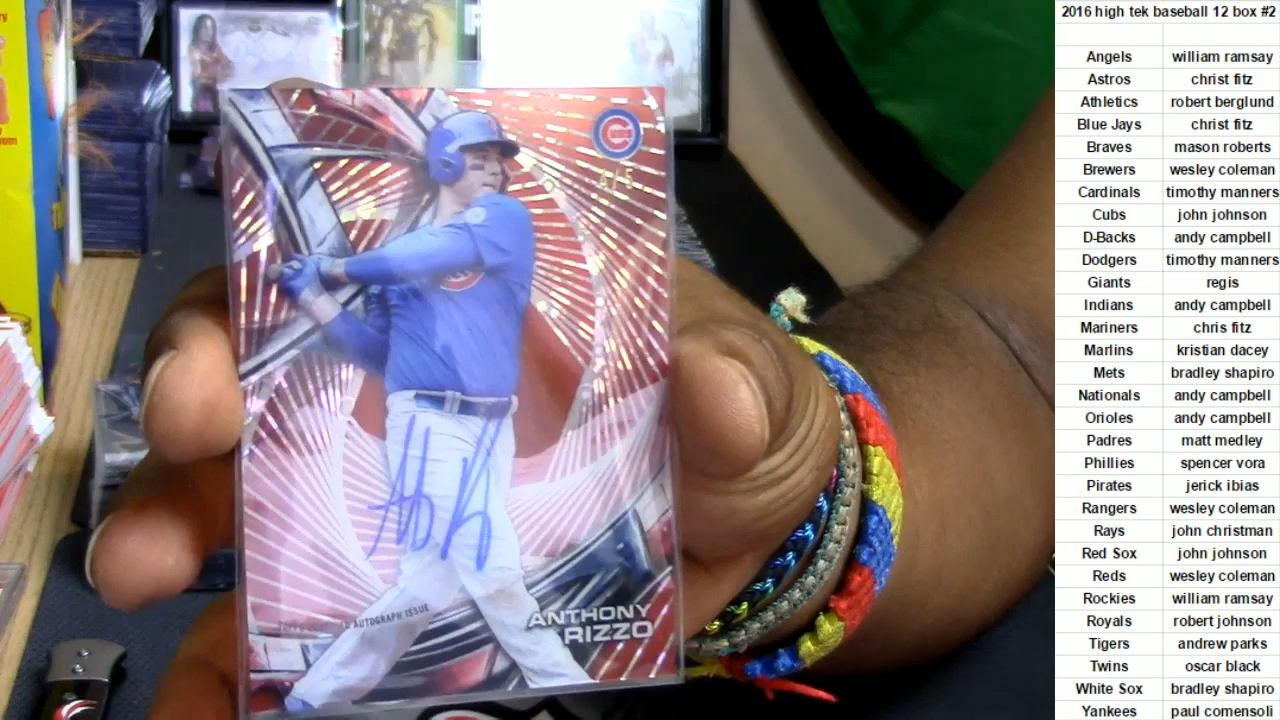 2016 high tek baseball 12 box #2
Angels william ramsay
Astros christ fitz
Athletics robert berglund
Blue Jays christ fitz
Braves mason roberts
Brewers wesley coleman
Cardinals timothy manners
Cubs john johnson
D-Backs andy campbell
Dodgers timothy manners
Giants regis
Indians andy campbell
Mariners chris fitz
Marlins kristian dacey
Mets bradley shapiro
Nationals andy campbell
Orioles andy campbell
Padres matt medley
Phillies spencer vora
Pirates jerick ibias
Rangers wesley coleman
Rays john christman
Red Sox john johnson
Reds wesley coleman
Rockies william ramsay
Royals robert johnson
Tigers andrew parks
Twins oscar black
White Sox bradley shapiro
Yankees paul comensoli
CUBS
AUTOGRAPH ISSUE
ANTHONY
RIZZO